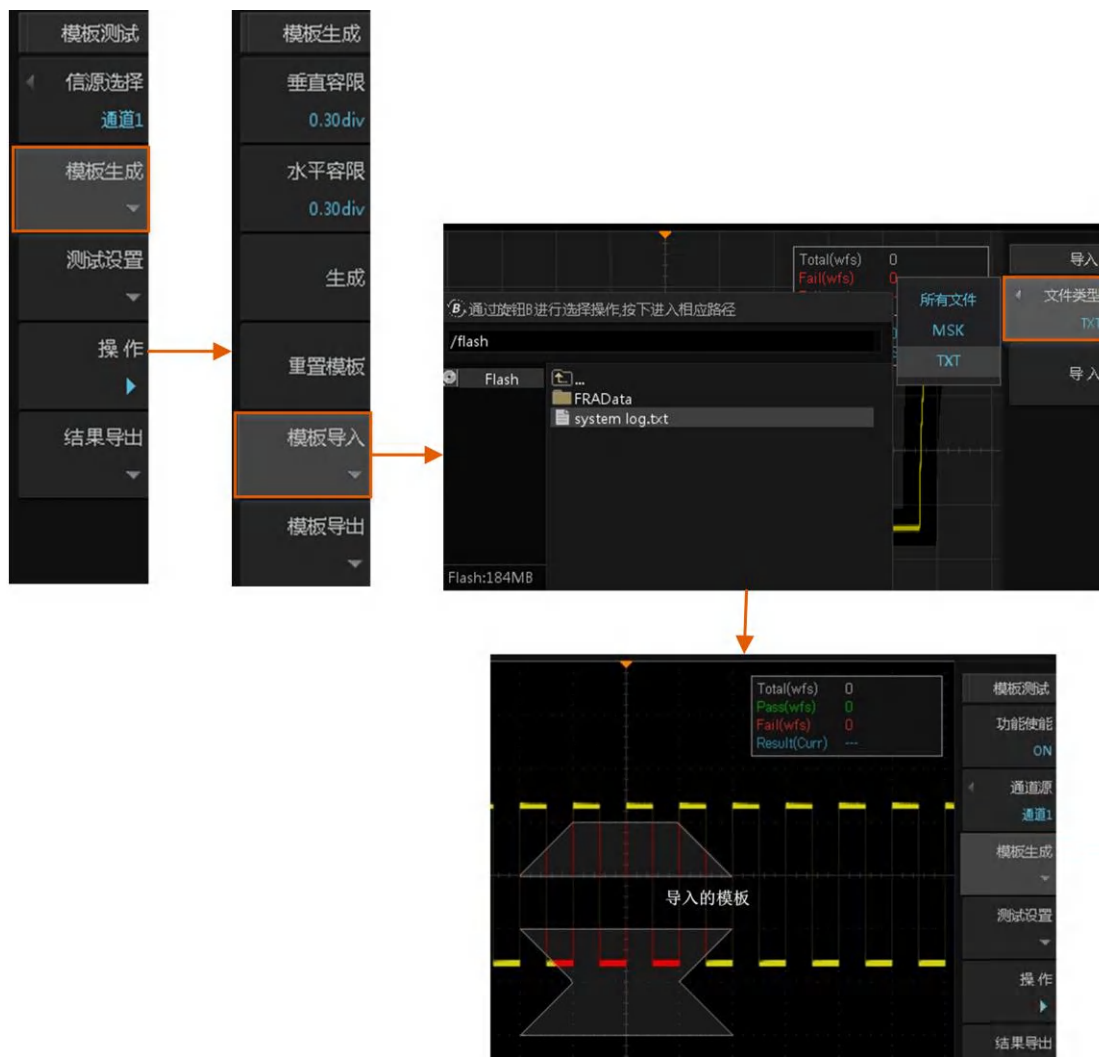 模板测试
信源选择
通道1
模板生成
测试设置
操作
结果导出
模板生成
垂直容限
0.30div
水平容限
0.30div
生成
重置模板
模板导入
模板导出
Total(wfs) 0
Fail(wfs) 0
B 通过旋钮B进行选择操作,按下进入相应路径
/flash
Flash
...
FRAData
system log.txt
Flash:184MB
所有文件
MSK
TXT
导入
文件类型
TXT
导入
Total(wfs) 0
Pass(wfs) 0
Fail(wfs) 0
Result(Curr) ---
导入的模板
模板测试
功能使能
ON
通道源
通道1
模板生成
测试设置
操作
结果导出